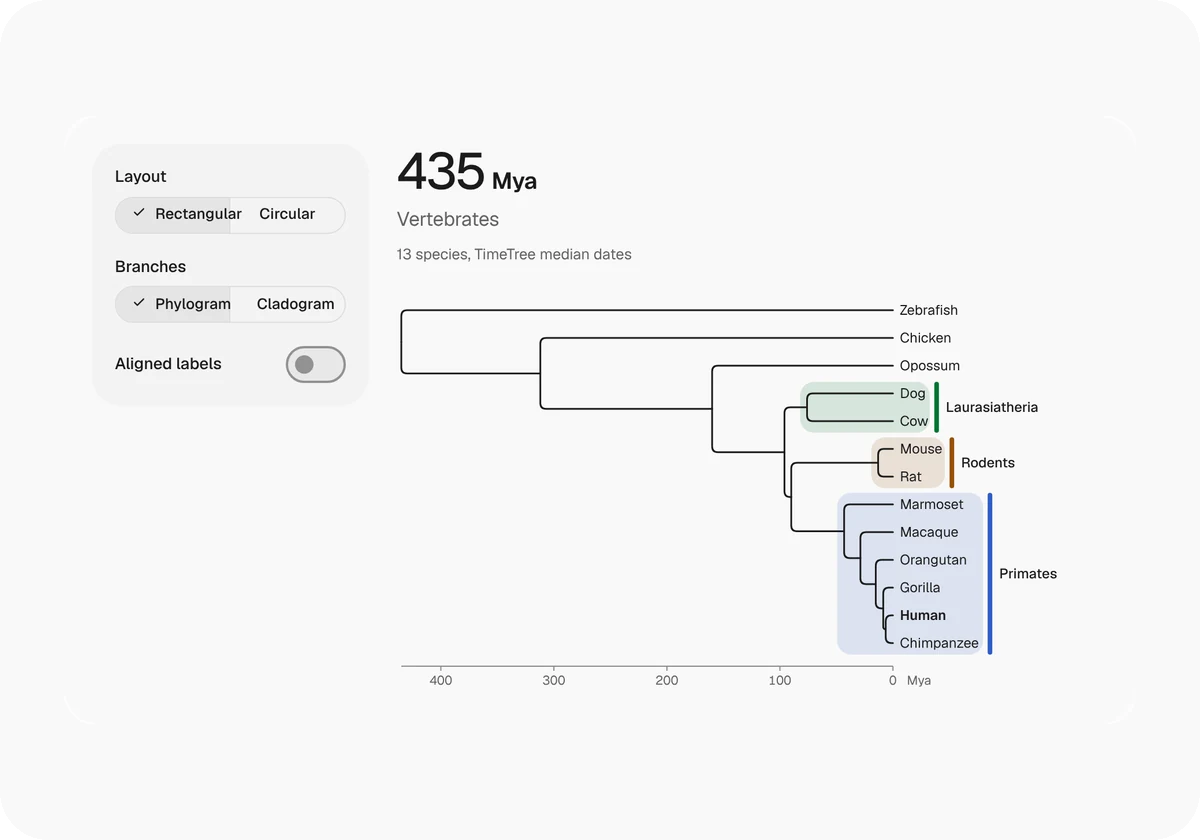 Layout
Rectangular Circular
Branches
Phylogram Cladogram
Aligned labels
435 Mya
Vertebrates
13 species, TimeTree median dates
Zebrafish
Chicken
Opossum
Dog
Laurasiatheria
Cow
Mouse
Rodents
Rat
Marmoset
Macaque
Orangutan
Primates
Gorilla
Human
Chimpanzee
400 300 200 100 0 Mya